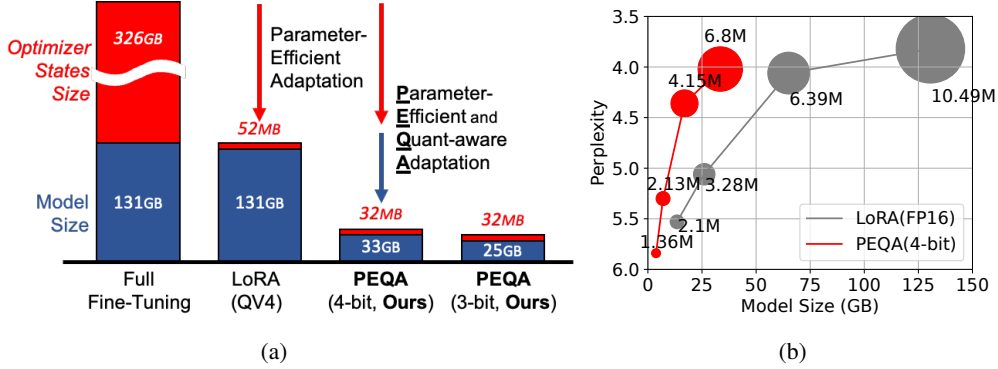 Optimizer
States
Size
326GB
Model
Size
131GB
52MB
131GB
Parameter-
Efficient
Adaptation
Parameter-
Efficient and
Quant-aware
Adaptation
32MB
33GB
32MB
25GB
Full
Fine-Tuning
LoRA
(QV4)
PEQA
(4-bit, Ours)
PEQA
(3-bit, Ours)
(a)
Perplexity
3.5
4.0
4.5
5.0
5.5
6.0
6.8M
4.15M
2.13M
1.36M
10.49M
6.39M
3.28M
2.1M
LoRA(FP16)
PEQA(4-bit)
0 25 50 75 100 125 150
Model Size (GB)
(b)